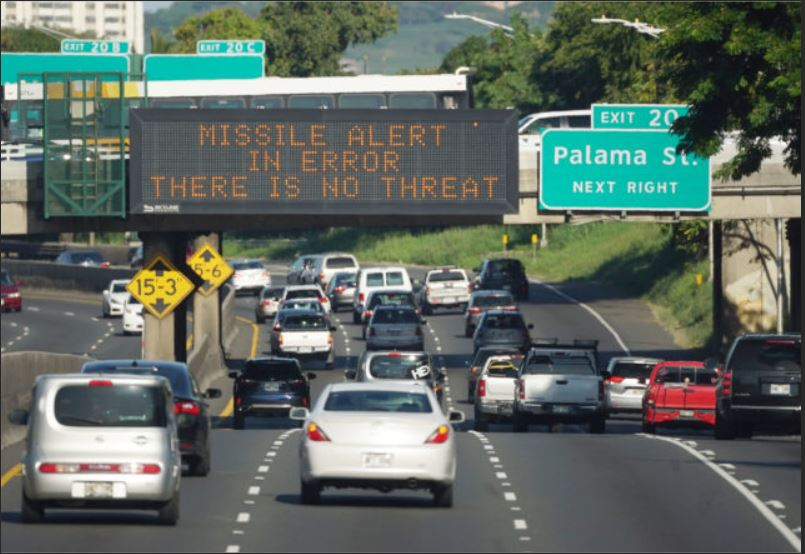 EXIT 20 B
EXIT 20 C
MISSILE ALERT
IN ERROR
THERE IS NO THREAT
EXIT 20
Palama St.
NEXT RIGHT
15-3
5-6